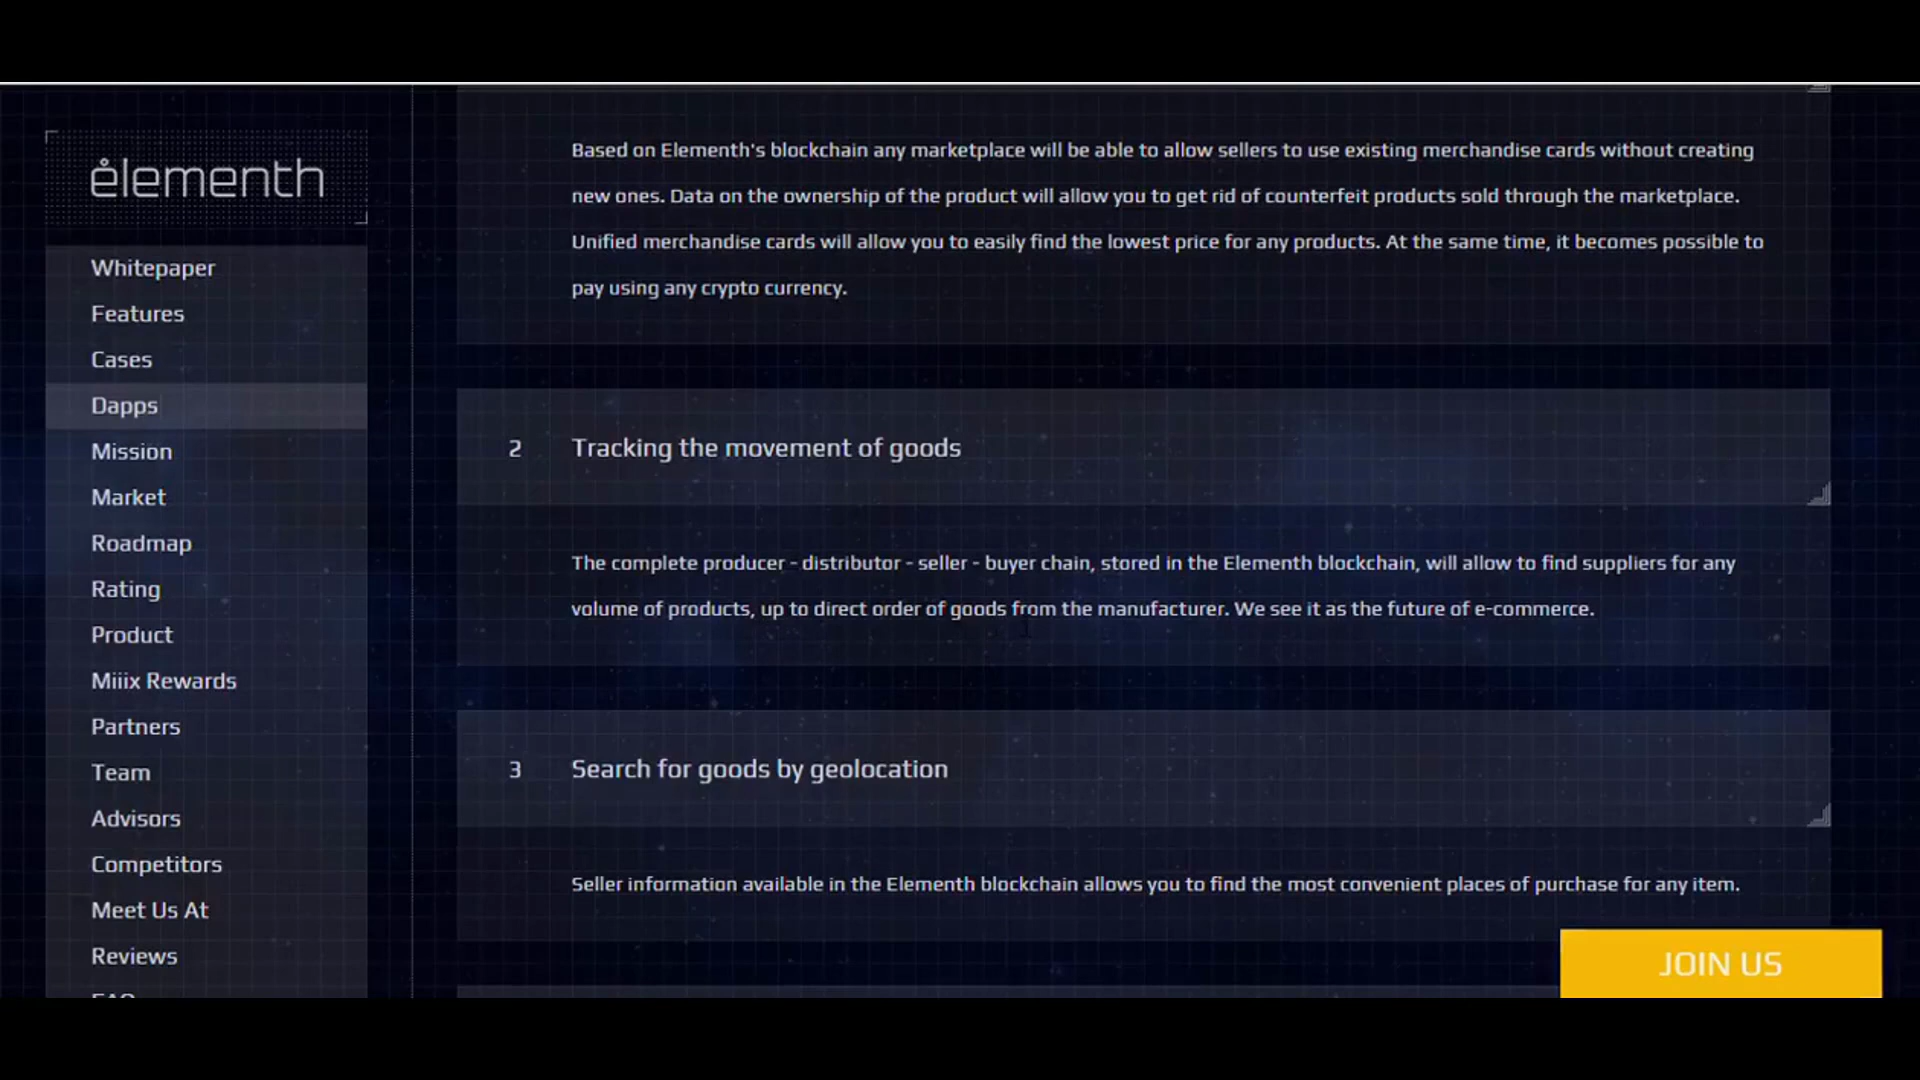 elementh
Whitepaper
Features
Cases
Dapps
Mission
Market
Roadmap
Rating
Product
Miiix Rewards
Partners
Team
Advisors
Competitors
Meet Us At
Reviews
FAQ
Based on Elementh's blockchain any marketplace will be able to allow sellers to use existing merchandise cards without creating
new ones. Data on the ownership of the product will allow you to get rid of counterfeit products sold through the marketplace.
Unified merchandise cards will allow you to easily find the lowest price for any products. At the same time, it becomes possible to
pay using any crypto currency.
2 Tracking the movement of goods
The complete producer - distributor - seller - buyer chain, stored in the Elementh blockchain, will allow to find suppliers for any
volume of products, up to direct order of goods from the manufacturer. We see it as the future of e-commerce.
3 Search for goods by geolocation
Seller information available in the Elementh blockchain allows you to find the most convenient places of purchase for any item.
JOIN US